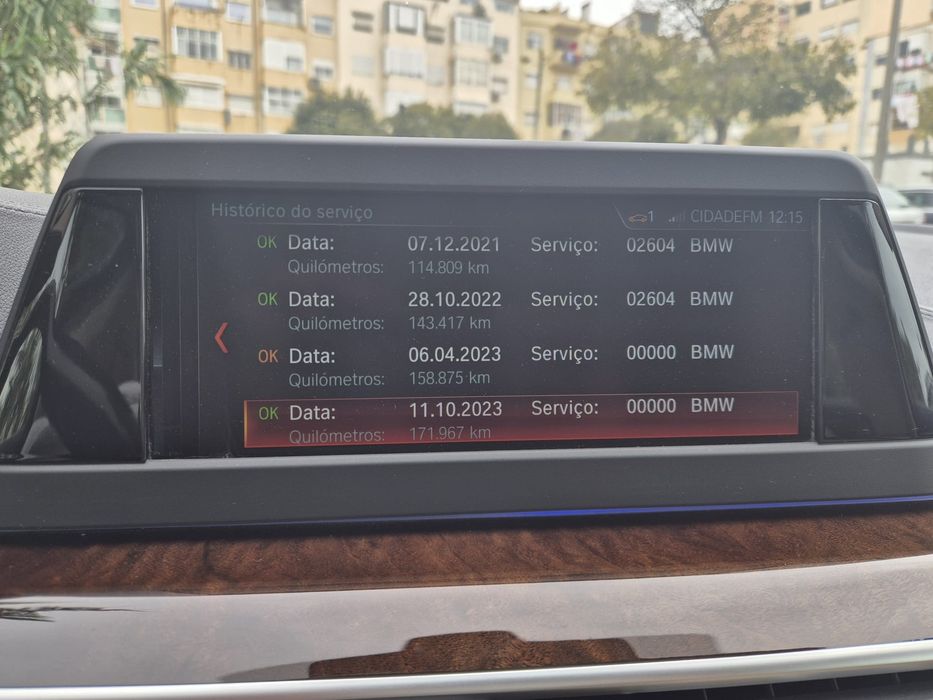 Histórico do serviço 1 CIDADEFM 12:15
OK Data: 07.12.2021 Serviço: 02604 BMW
Quilómetros: 114.809 km
OK Data: 28.10.2022 Serviço: 02604 BMW
Quilómetros: 143.417 km
OK Data: 06.04.2023 Serviço: 00000 BMW
Quilómetros: 158.875 km
OK Data: 11.10.2023 Serviço: 00000 BMW
Quilómetros: 171.967 km